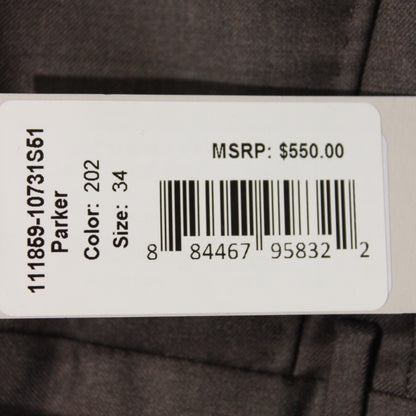 111859-10731S51
Parker
Color: 202
Size: 34
MSRP: $550.00
8 84467 95832 2